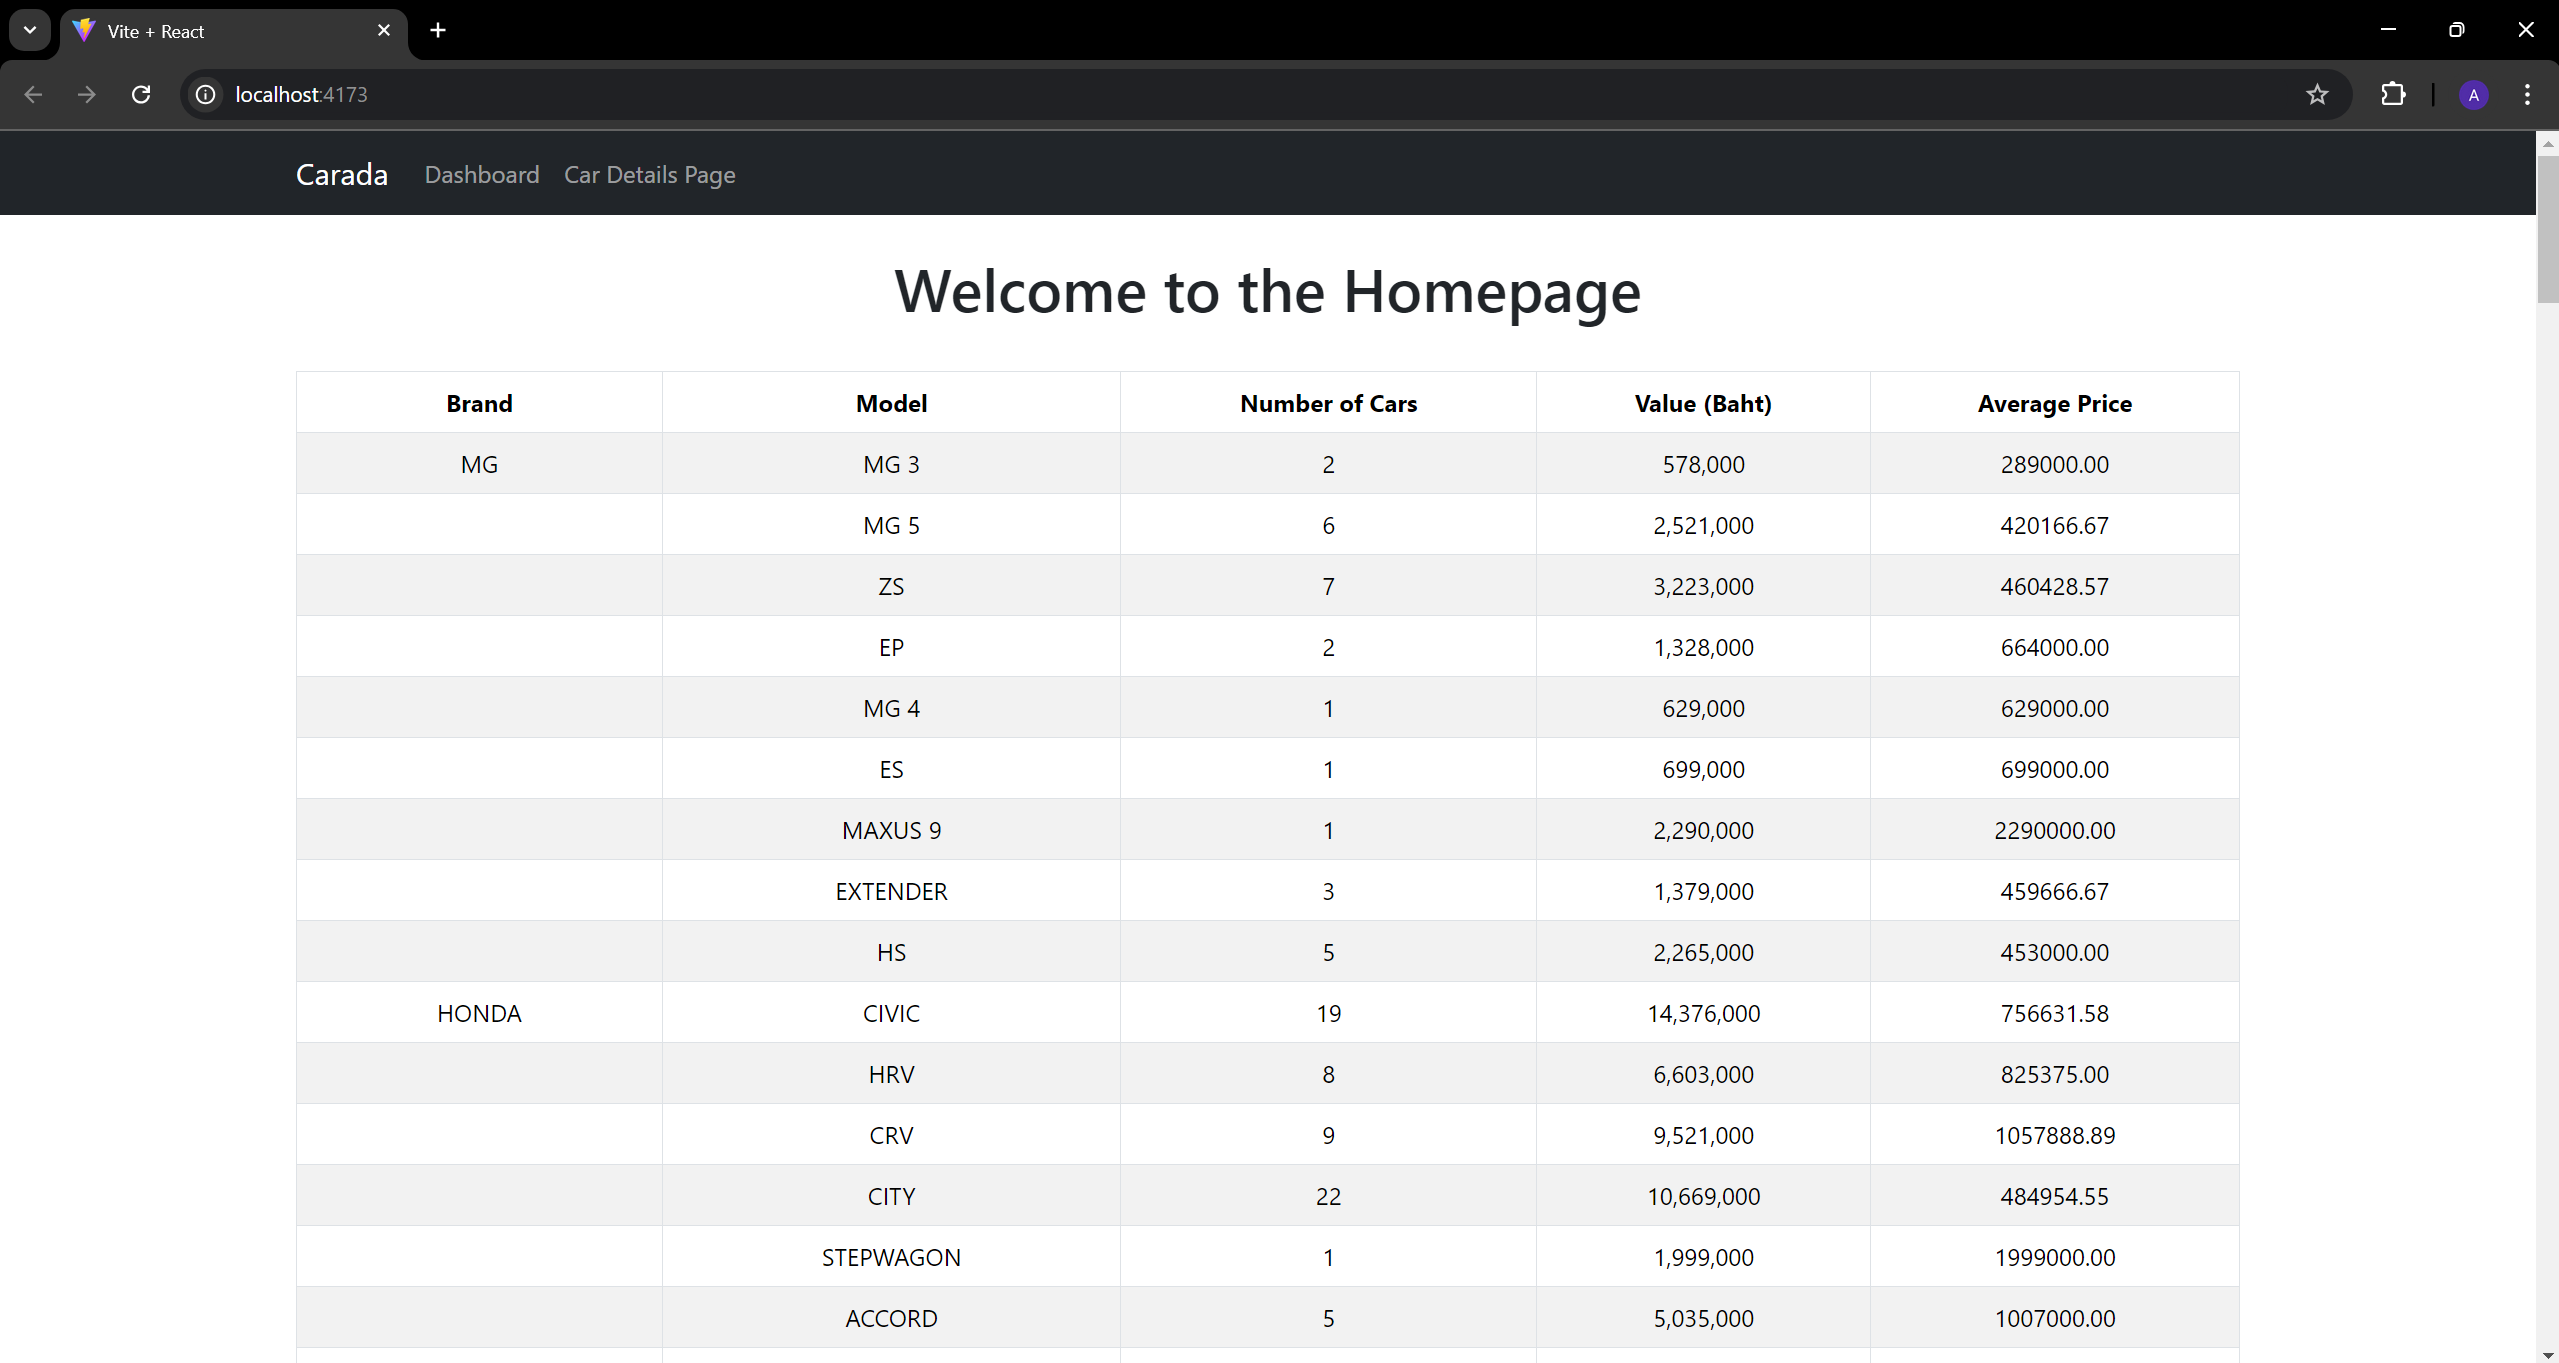 Vite + React
localhost:4173
A
Carada Dashboard Car Details Page
Welcome to the Homepage
Brand Model Number of Cars Value (Baht) Average Price
MG MG 3 2 578,000 289000.00
MG 5 6 2,521,000 420166.67
ZS 7 3,223,000 460428.57
EP 2 1,328,000 664000.00
MG 4 1 629,000 629000.00
ES 1 699,000 699000.00
MAXUS 9 1 2,290,000 2290000.00
EXTENDER 3 1,379,000 459666.67
HS 5 2,265,000 453000.00
HONDA CIVIC 19 14,376,000 756631.58
HRV 8 6,603,000 825375.00
CRV 9 9,521,000 1057888.89
CITY 22 10,669,000 484954.55
STEPWAGON 1 1,999,000 1999000.00
ACCORD 5 5,035,000 1007000.00